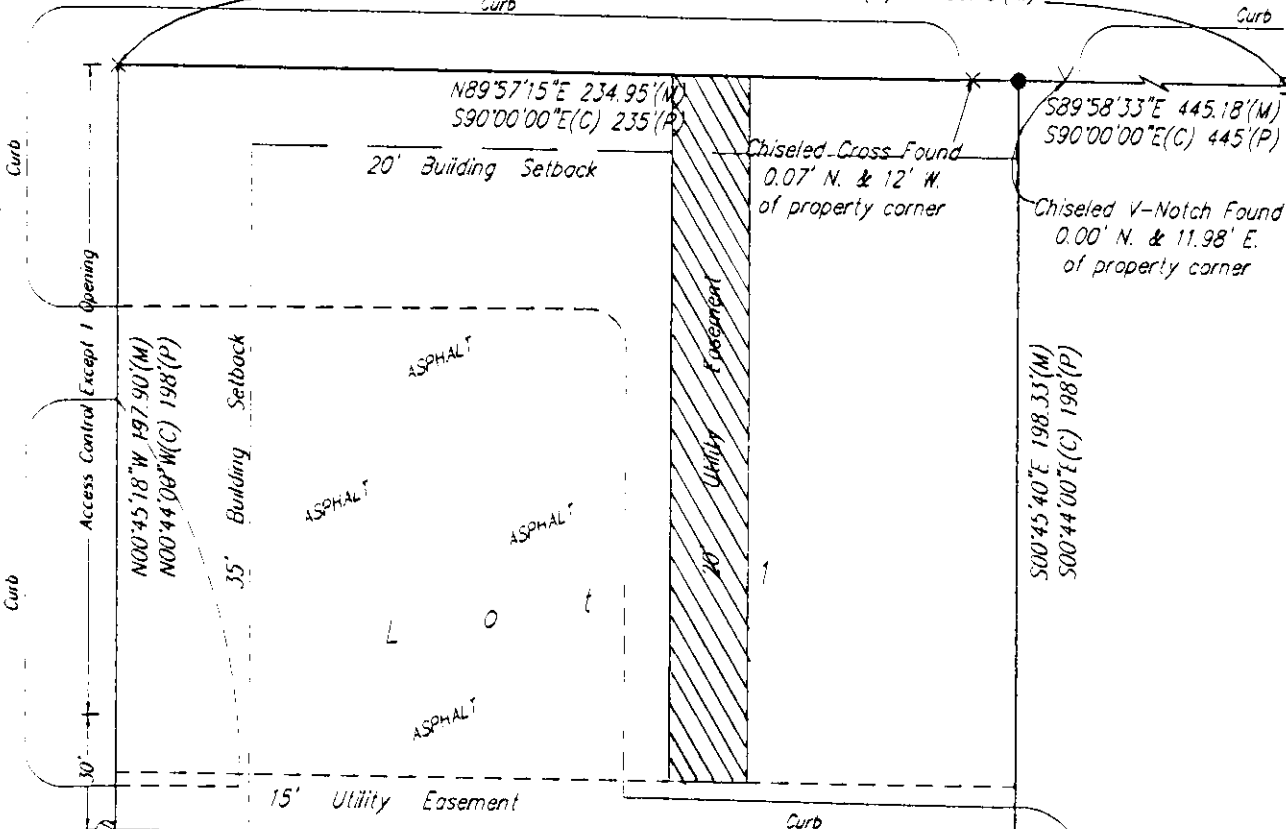 Curb
Curb
N89°57'15"E 234.95'(M)
S90°00'00"E(C) 235'(P)
S89°58'33"E 445.18'(M)
S90°00'00"E(C) 445'(P)
Curb
20' Building Setback
Chiseled Cross Found
0.07' N. & 12' W.
of property corner
Chiseled V-Notch Found
0.00' N. & 11.98' E.
of property corner
Access Control Except 1 Opening
N00°45'18"W 197.90'(M)
N00°44'00"W(C) 198'(P)
35' Building Setback
ASPHALT
20' Utility Easement
S00°45'40"E 198.33'(M)
S00°44'00"E(C) 198'(P)
ASPHALT
ASPHALT
Curb
Lot 1
ASPHALT
30'
15' Utility Easement
Curb